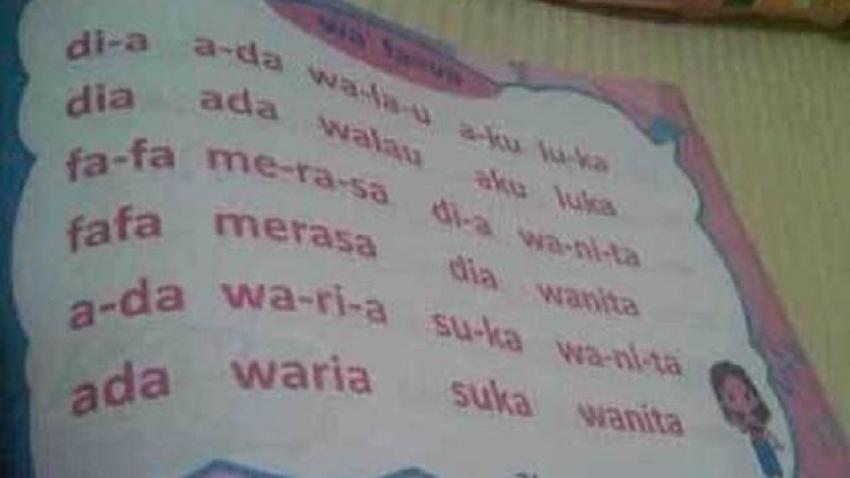 di-a a-da wa-la-u a-ku lu-ka
dia ada walau aku luka
fa-fa me-ra-sa di-a wa-ni-ta
fafa merasa dia wanita
a-da wa-ri-a su-ka wa-ni-ta
ada waria suka wanita